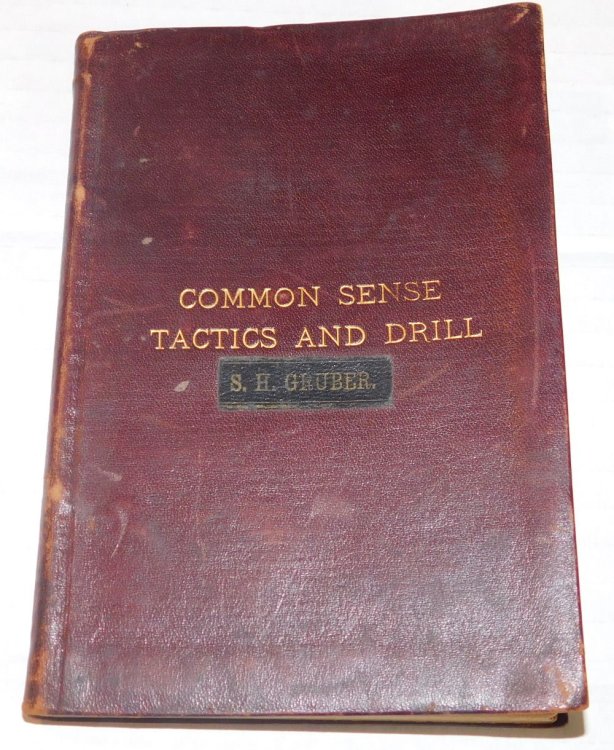 COMMON SENSE
TACTICS AND DRILL
S. H. GRUBER.